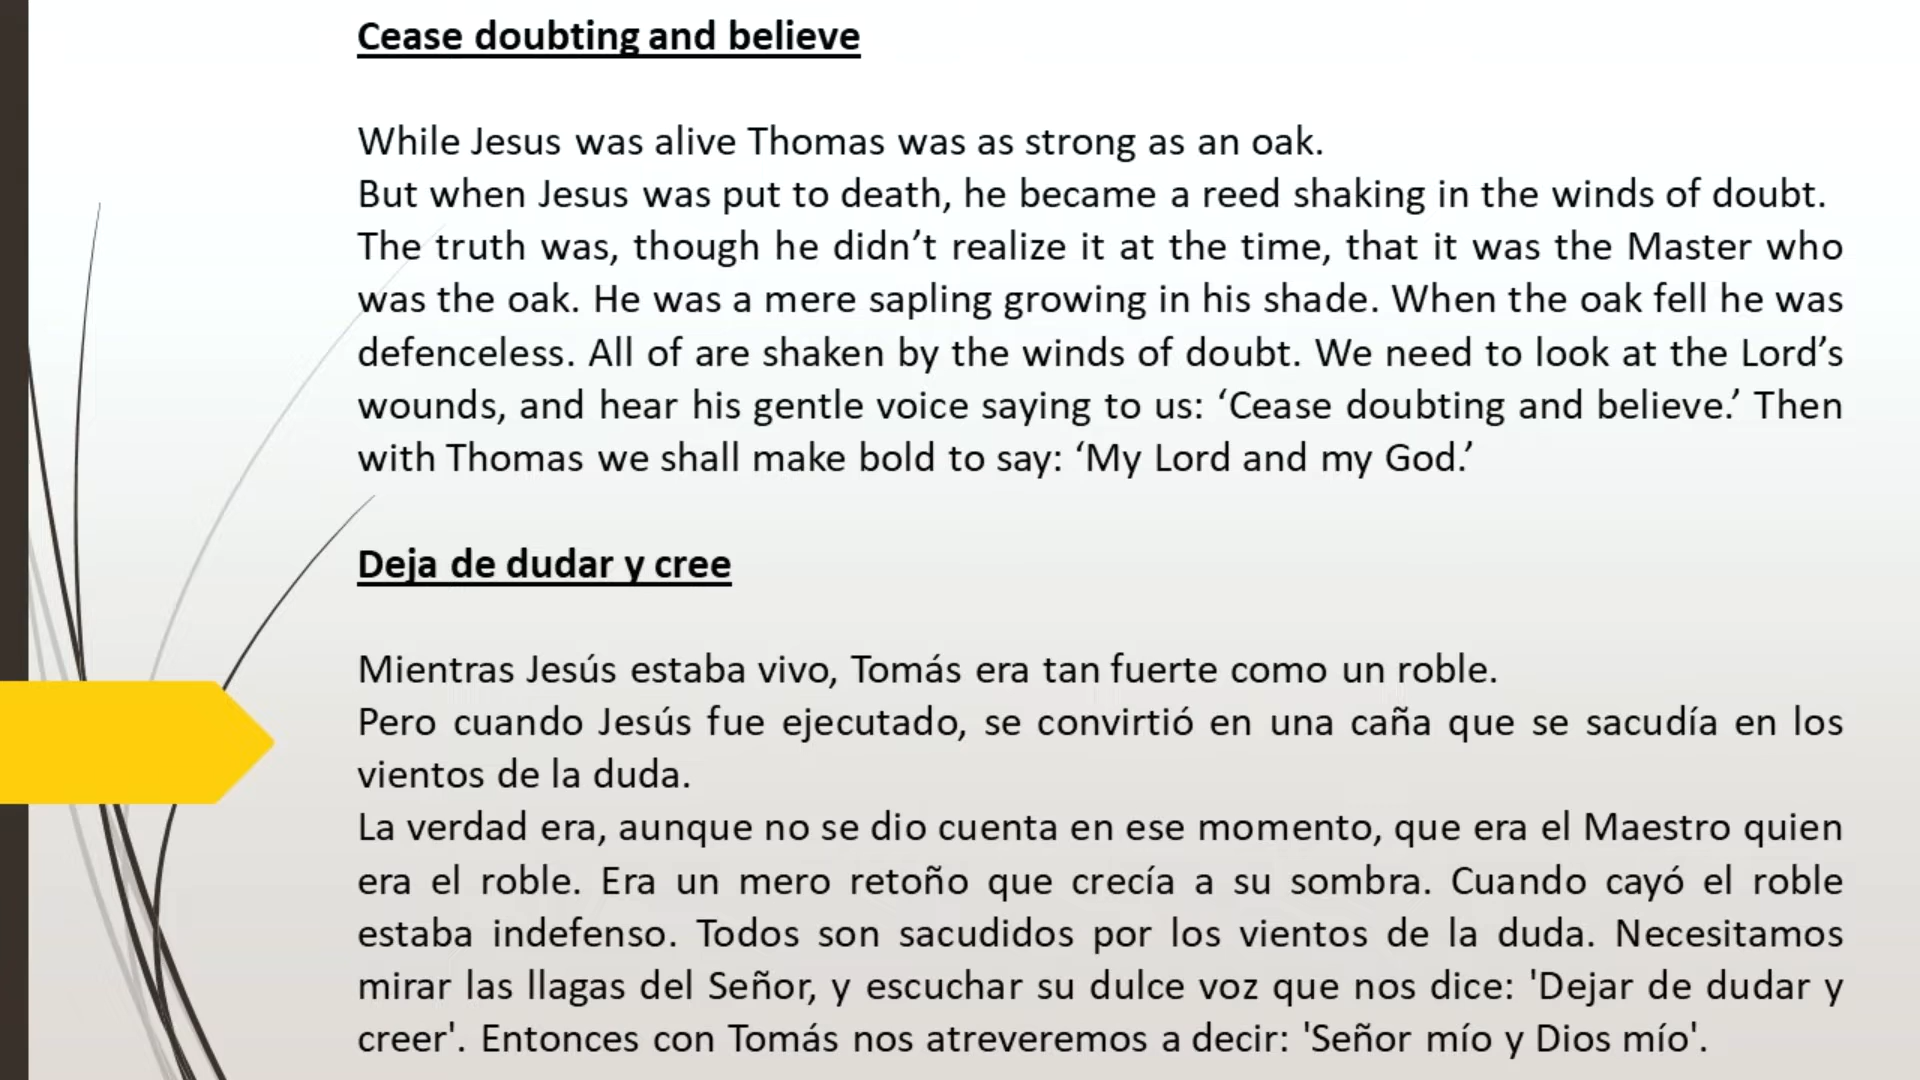 Cease doubting and believe
While Jesus was alive Thomas was as strong as an oak.
But when Jesus was put to death, he became a reed shaking in the winds of doubt.
The truth was, though he didn’t realize it at the time, that it was the Master who
was the oak. He was a mere sapling growing in his shade. When the oak fell he was
defenceless. All of are shaken by the winds of doubt. We need to look at the Lord’s
wounds, and hear his gentle voice saying to us: ‘Cease doubting and believe.’ Then
with Thomas we shall make bold to say: ‘My Lord and my God.’
Deja de dudar y cree
Mientras Jesús estaba vivo, Tomás era tan fuerte como un roble.
Pero cuando Jesús fue ejecutado, se convirtió en una caña que se sacudía en los
vientos de la duda.
La verdad era, aunque no se dio cuenta en ese momento, que era el Maestro quien
era el roble. Era un mero retoño que crecía a su sombra. Cuando cayó el roble
estaba indefenso. Todos son sacudidos por los vientos de la duda. Necesitamos
mirar las llagas del Señor, y escuchar su dulce voz que nos dice: 'Dejar de dudar y
creer'. Entonces con Tomás nos atreveremos a decir: 'Señor mío y Dios mío'.